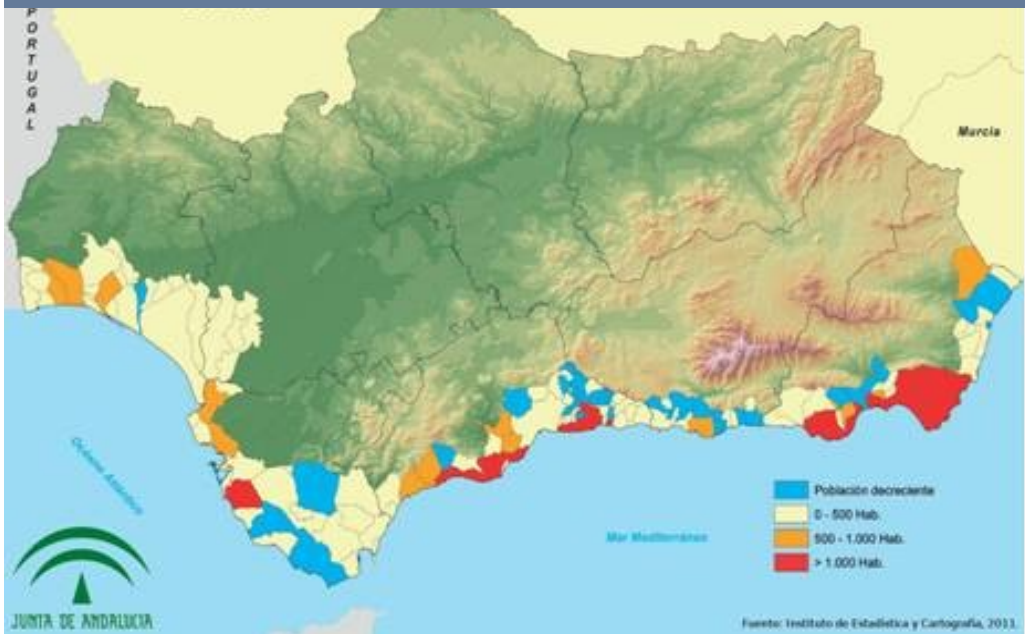 PORTUGAL
Murcia
Océano Atlántico
Mar Mediterráneo
Población decreciente
0 - 500 Hab.
500 - 1.000 Hab.
> 1.000 Hab.
JUNTA DE ANDALUCIA
Fuente: Instituto de Estadística y Cartografía, 2011.